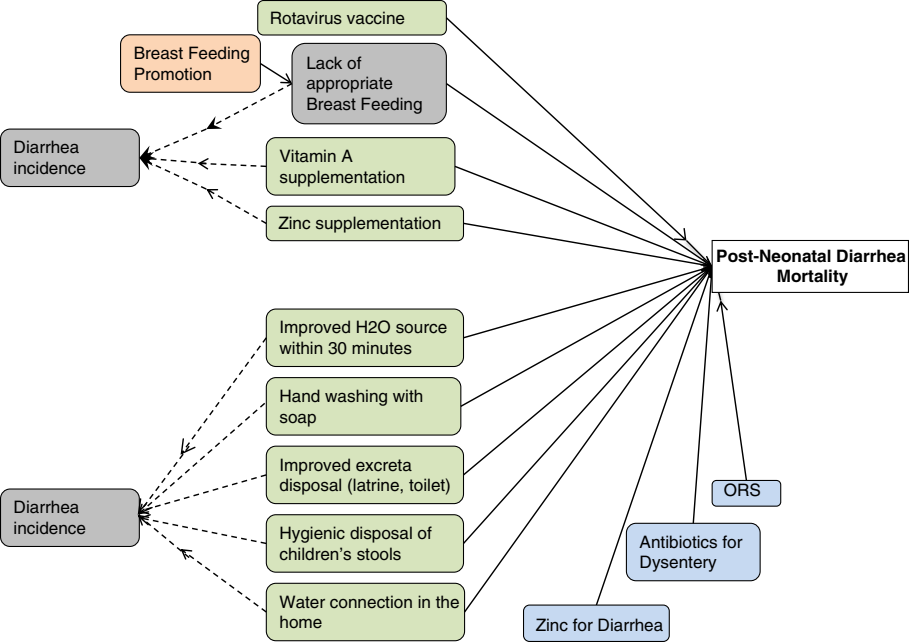 Rotavirus vaccine
Breast Feeding
Promotion
Lack of
appropriate
Breast Feeding
Diarrhea
incidence
Vitamin A
supplementation
Zinc supplementation
Post-Neonatal Diarrhea
Mortality
Improved H2O source
within 30 minutes
Hand washing with
soap
Improved excreta
disposal (latrine, toilet)
Diarrhea
incidence
Hygienic disposal of
children’s stools
Water connection in the
home
ORS
Antibiotics for
Dysentery
Zinc for Diarrhea